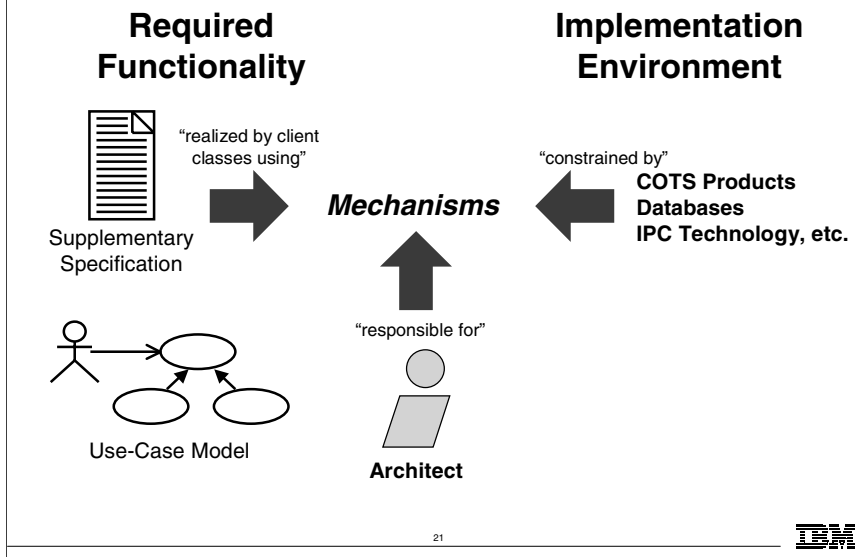 Required
Functionality
Implementation
Environment
“realized by client
classes using”
Supplementary
Specification
Mechanisms
“constrained by”
COTS Products
Databases
IPC Technology, etc.
“responsible for”
Architect
Use-Case Model
21
IBM